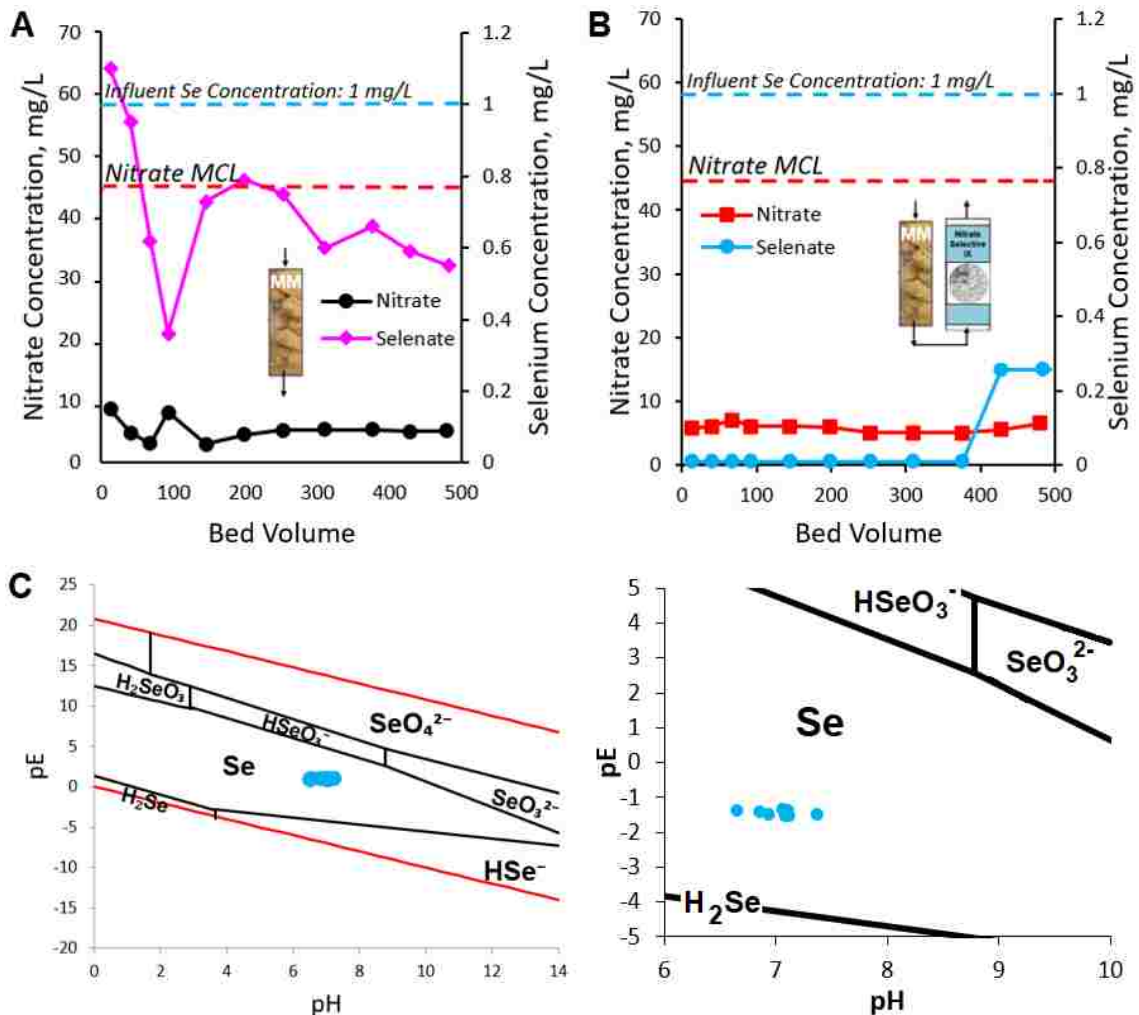 A
Nitrate Concentration, mg/L
70
60
50
40
30
20
10
0
Influent Se Concentration: 1 mg/L
Nitrate MCL
MM
Nitrate
Selenate
1.2
1
0.8
0.6
0.4
0.2
0
Selenium Concentration, mg/L
0 100 200 300 400 500
Bed Volume
B
Nitrate Concentration, mg/L
70
60
50
40
30
20
10
0
Influent Se Concentration: 1 mg/L
Nitrate MCL
Nitrate
Selenate
MM
Nitrate
Selective
IX
1.2
1
0.8
0.6
0.4
0.2
0
Selenium Concentration, mg/L
0 100 200 300 400 500
Bed Volume
C
pE
25
20
15
10
5
0
-5
-10
-15
-20
H₂SeO₃
HSeO₃⁻
SeO₄²⁻
Se
H₂Se
SeO₃²⁻
HSe⁻
0 2 4 6 8 10 12 14
pH
pE
5
4
3
2
1
0
-1
-2
-3
-4
-5
HSeO₃⁻
SeO₃²⁻
Se
H₂Se
6 7 8 9 10
pH